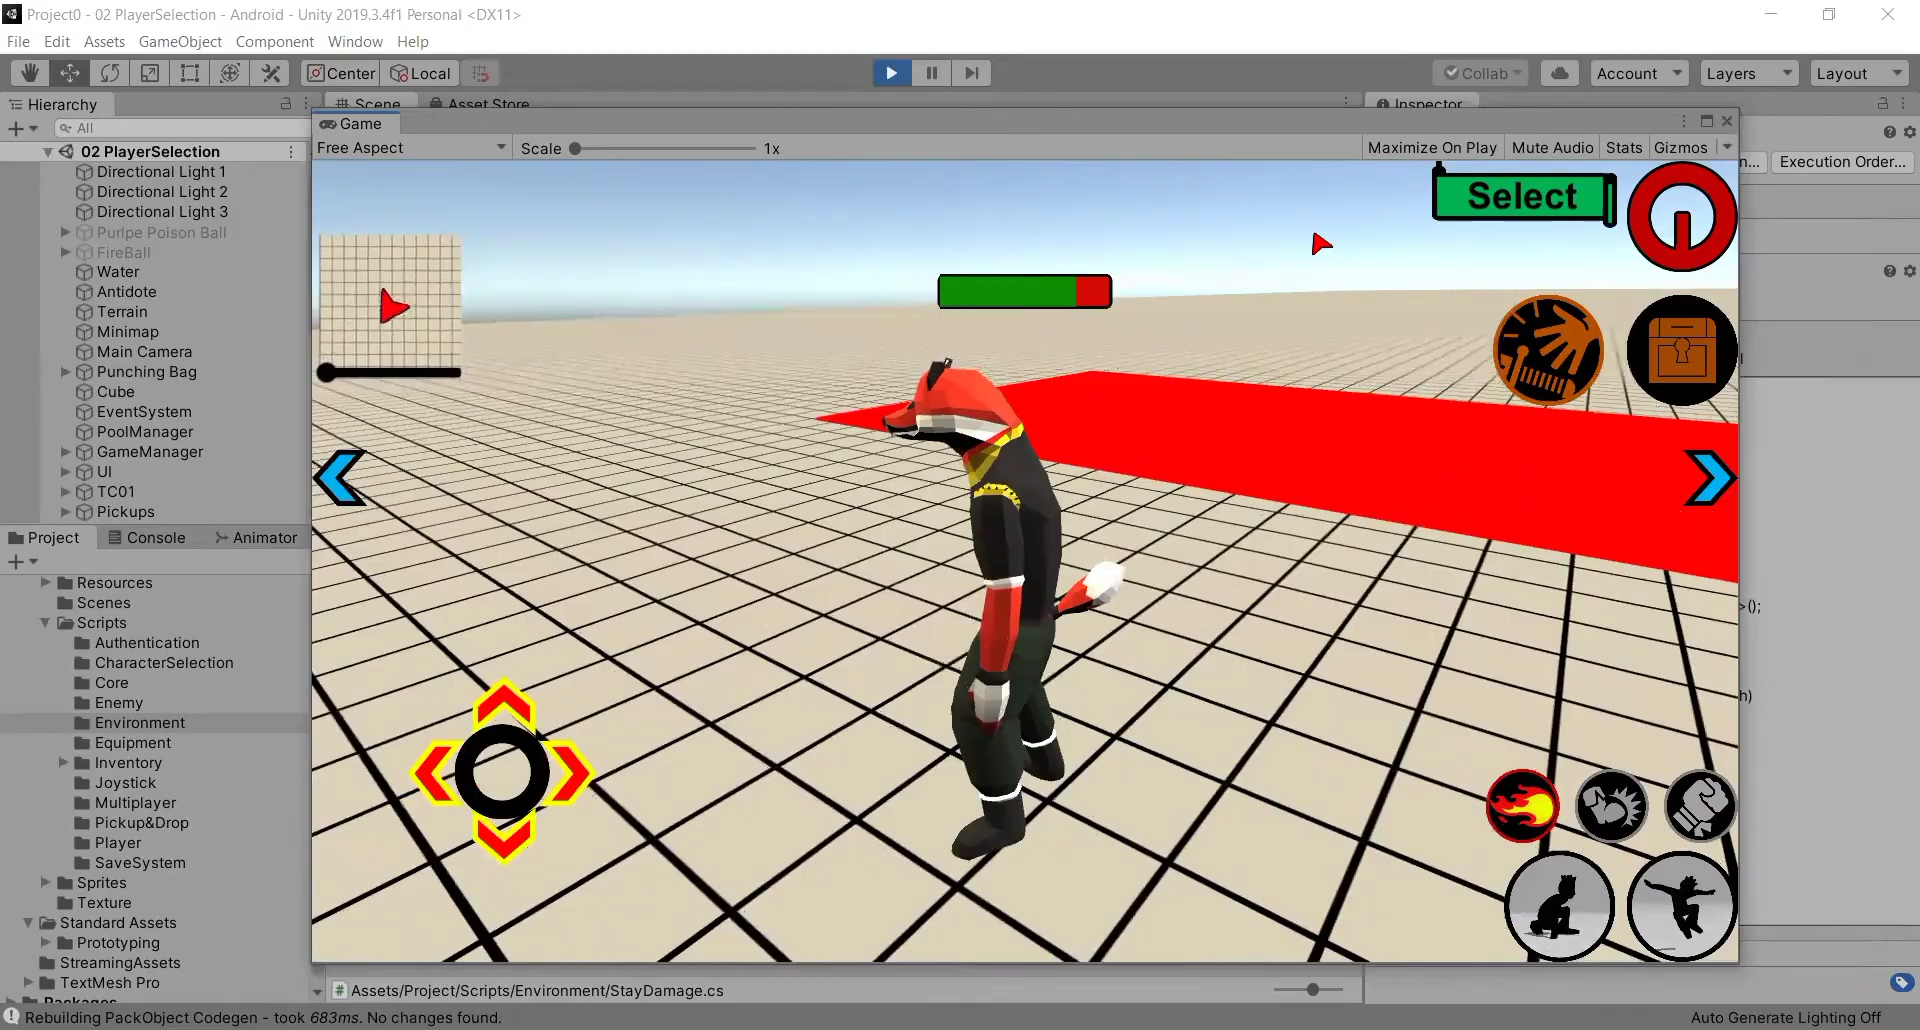 Project0 - 02 PlayerSelection - Android - Unity 2019.3.4f1 Personal <DX11>
File Edit Assets GameObject Component Window Help
Center Local Collab Account Layers Layout
Hierarchy
Scene
Asset Store
Inspector
All
Game
02 PlayerSelection
Free Aspect Scale 1x Maximize On Play Mute Audio Stats Gizmos
Execution Order...
Directional Light 1
Directional Light 2
Directional Light 3
Purlpe Poison Ball
FireBall
Water
Antidote
Terrain
Minimap
Main Camera
Punching Bag
Cube
EventSystem
PoolManager
GameManager
UI
TC01
Pickups
Select
Project Console Animator
Resources
Scenes
Scripts
Authentication
CharacterSelection
Core
Enemy
Environment
Equipment
Inventory
Joystick
Multiplayer
Pickup&Drop
Player
SaveSystem
Sprites
Texture
Standard Assets
Prototyping
StreamingAssets
TextMesh Pro
Packages
>();
h)
Assets/Project/Scripts/Environment/StayDamage.cs
Rebuilding PackObject Codegen - took 683ms. No changes found.
Auto Generate Lighting Off